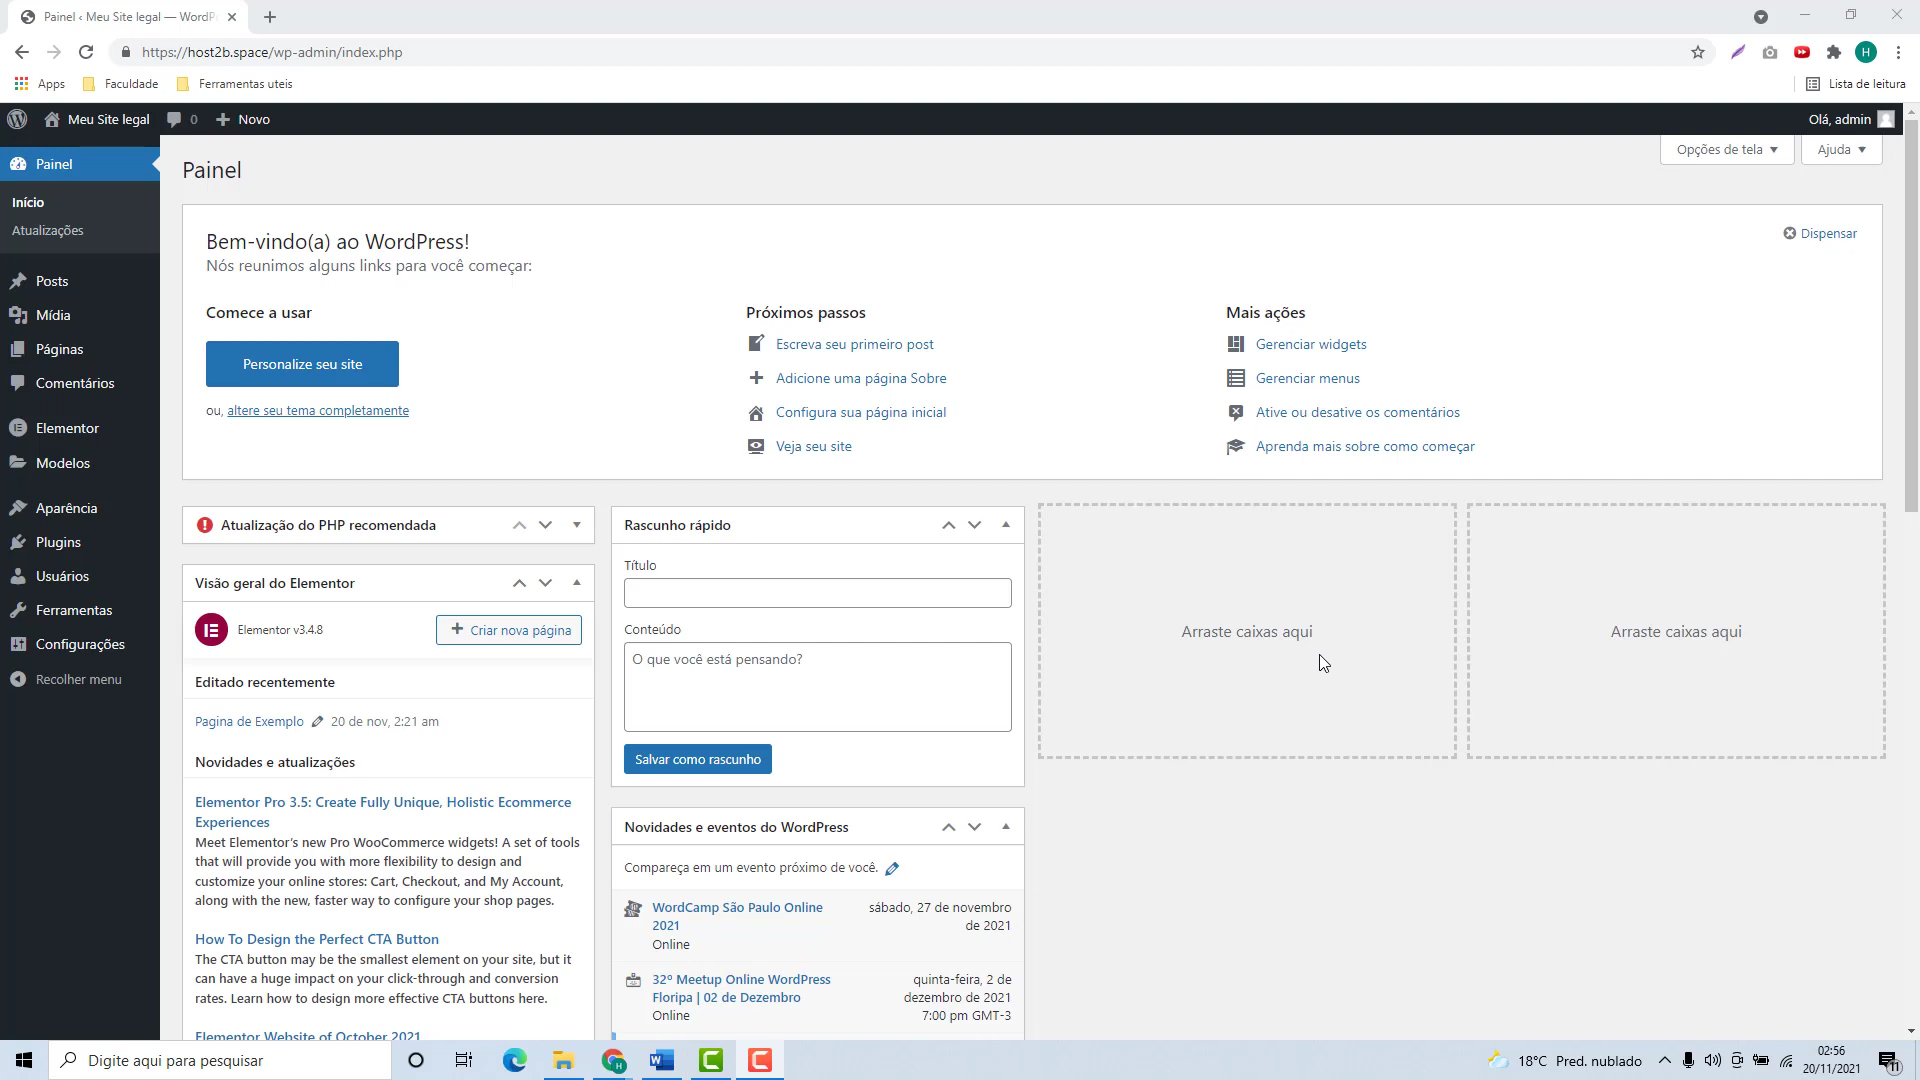 Painel ‹ Meu Site legal — WordP
https://host2b.space/wp-admin/index.php
H
Apps
Faculdade
Ferramentas uteis
Lista de leitura
Meu Site legal
0
Novo
Olá, admin
Painel
Início
Atualizações
Posts
Mídia
Páginas
Comentários
Elementor
Modelos
Aparência
Plugins
Usuários
Ferramentas
Configurações
Recolher menu
Painel
Opções de tela
Ajuda
Bem-vindo(a) ao WordPress!
Nós reunimos alguns links para você começar:
Dispensar
Comece a usar
Personalize seu site
ou, altere seu tema completamente
Próximos passos
Escreva seu primeiro post
Adicione uma página Sobre
Configura sua página inicial
Veja seu site
Mais ações
Gerenciar widgets
Gerenciar menus
Ative ou desative os comentários
Aprenda mais sobre como começar
Atualização do PHP recomendada
Visão geral do Elementor
Elementor v3.4.8
Criar nova página
Editado recentemente
Pagina de Exemplo
20 de nov, 2:21 am
Novidades e atualizações
Elementor Pro 3.5: Create Fully Unique, Holistic Ecommerce
Experiences
Meet Elementor's new Pro WooCommerce widgets! A set of tools
that will provide you with more flexibility to design and
customize your online stores: Cart, Checkout, and My Account,
along with the new, faster way to configure your shop pages.
How To Design the Perfect CTA Button
The CTA button may be the smallest element on your site, but it
can have a huge impact on your click-through and conversion
rates. Learn how to design more effective CTA buttons here.
Elementor Website of October 2021
Rascunho rápido
Título
Conteúdo
O que você está pensando?
Salvar como rascunho
Novidades e eventos do WordPress
Compareça em um evento próximo de você.
WordCamp São Paulo Online
2021
Online
sábado, 27 de novembro
de 2021
32º Meetup Online WordPress
Floripa | 02 de Dezembro
Online
quinta-feira, 2 de
dezembro de 2021
7:00 pm GMT-3
Arraste caixas aqui
Arraste caixas aqui
Digite aqui para pesquisar
18°C Pred. nublado
02:56
20/11/2021
11